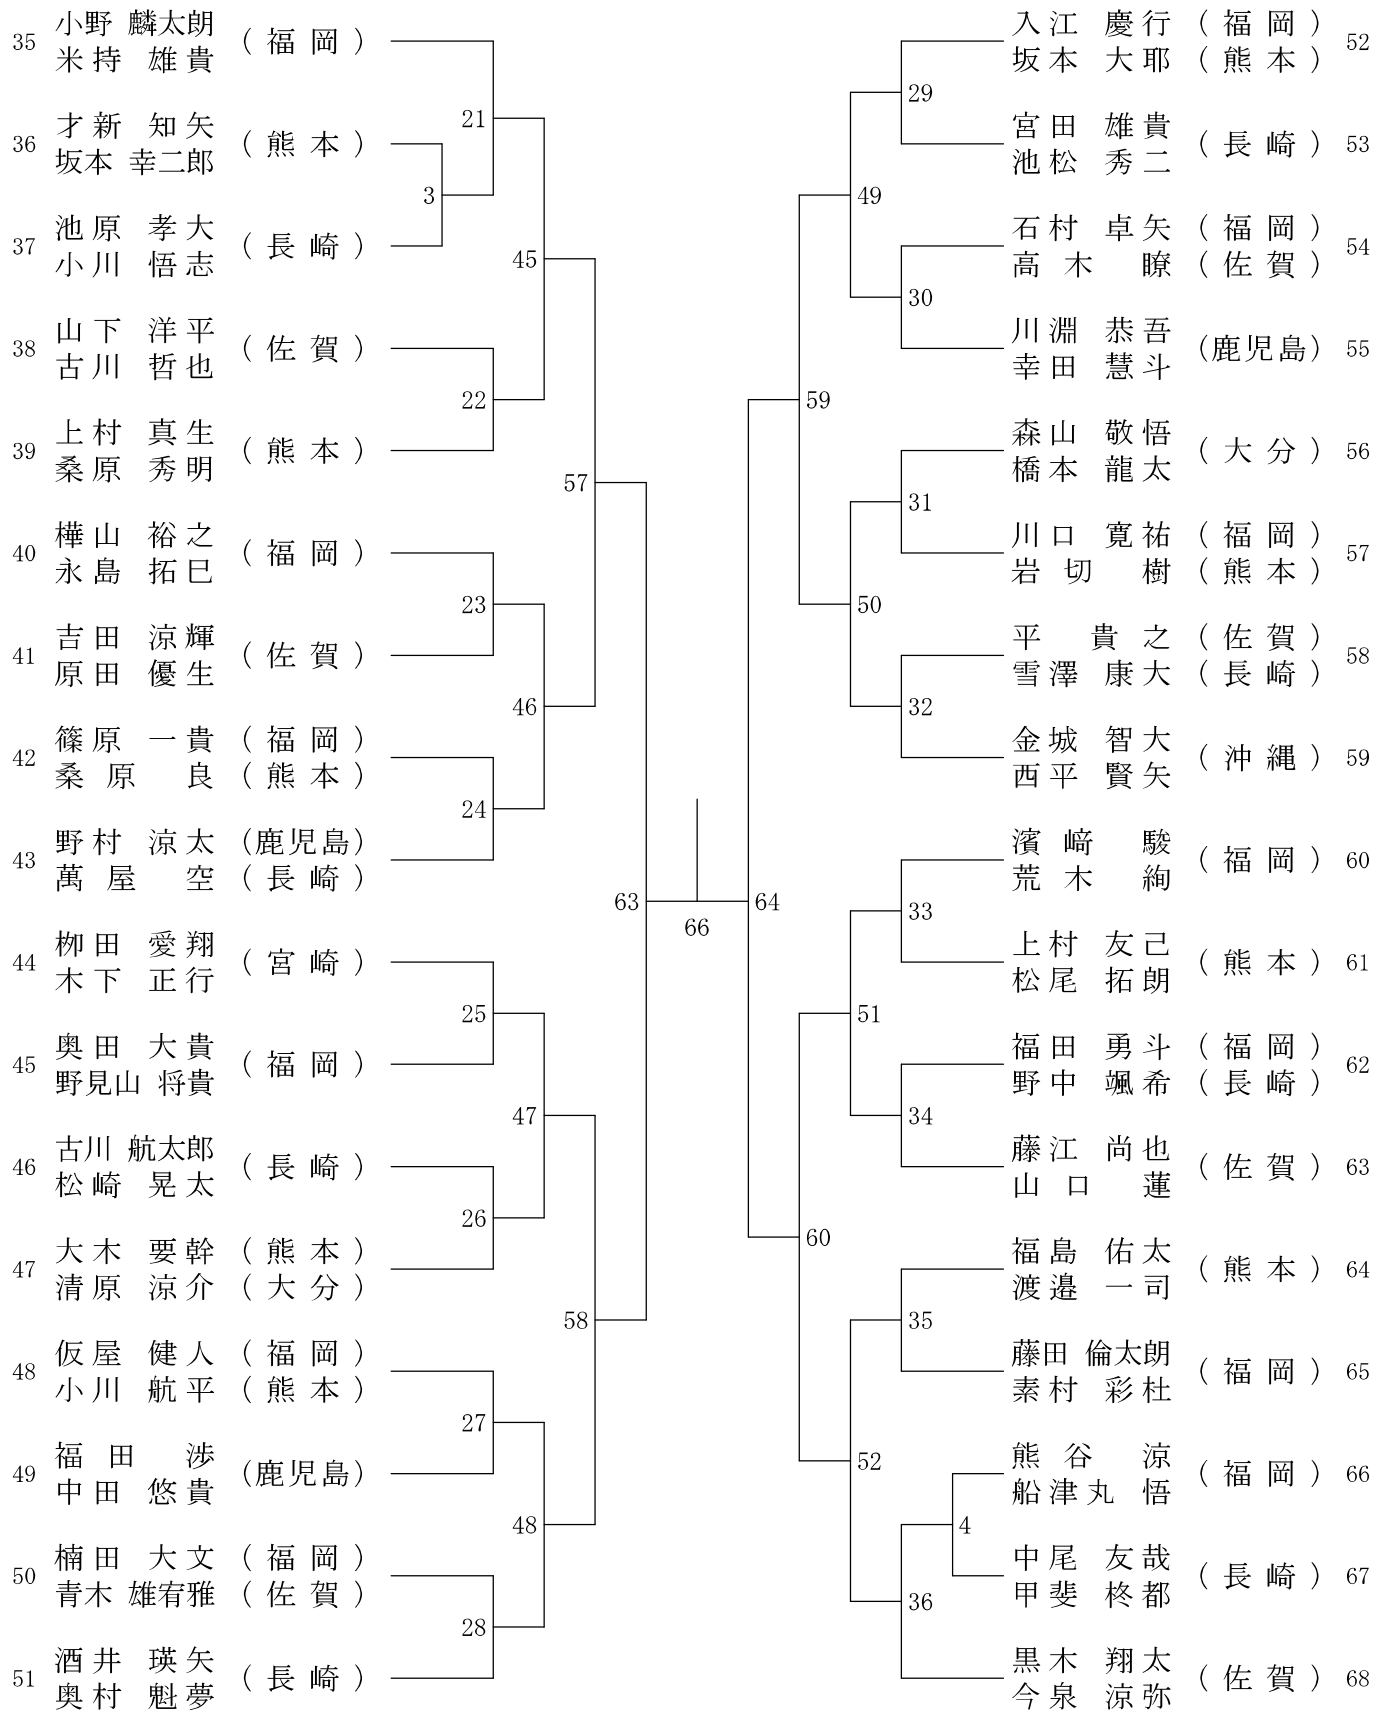 35 小野 麟太朗 (福岡)
米持 雄貴
36 才新 知矢 (熊本)
坂本 幸二郎
37 池原 孝大 (長崎)
小川 悟志
38 山下 洋平 (佐賀)
古川 哲也
39 上村 真生 (熊本)
桑原 秀明
40 樺山 裕之 (福岡)
永島 拓巳
41 吉田 涼輝 (佐賀)
原田 優生
42 篠原 一貴 (福岡)
桑原 良 (熊本)
43 野村 涼太 (鹿児島)
萬屋 空 (長崎)
44 栁田 愛翔 (宮崎)
木下 正行
45 奥田 大貴 (福岡)
野見山 将貴
46 古川 航太郎 (長崎)
松崎 晃太
47 大木 要幹 (熊本)
清原 涼介 (大分)
48 仮屋 健人 (福岡)
小川 航平 (熊本)
49 福田 渉 (鹿児島)
中田 悠貴
50 楠田 大文 (福岡)
青木 雄宥雅 (佐賀)
51 酒井 瑛矢 (長崎)
奥村 魁夢
21
3
45
22
57
23
46
24
63
25
47
26
58
27
48
28
66
64
29
49
30
59
31
50
32
33
51
34
60
35
52
4
36
入江 慶行 (福岡) 52
坂本 大耶 (熊本)
宮田 雄貴 (長崎) 53
池松 秀二
石村 卓矢 (福岡) 54
高木 瞭 (佐賀)
川淵 恭吾 (鹿児島) 55
幸田 慧斗
森山 敬悟 (大分) 56
橋本 龍太
川口 寛祐 (福岡) 57
岩切 樹 (熊本)
平 貴之 (佐賀) 58
雪澤 康大 (長崎)
金城 智大 (沖縄) 59
西平 賢矢
濱﨑 駿 (福岡) 60
荒木 絢
上村 友己 (熊本) 61
松尾 拓朗
福田 勇斗 (福岡) 62
野中 颯希 (長崎)
藤江 尚也 (佐賀) 63
山口 蓮
福島 佑太 (熊本) 64
渡邉 一司
藤田 倫太朗 (福岡) 65
素村 彩杜
熊谷 涼 (福岡) 66
船津丸 悟
中尾 友哉 (長崎) 67
甲斐 柊都
黒木 翔太 (佐賀) 68
今泉 涼弥